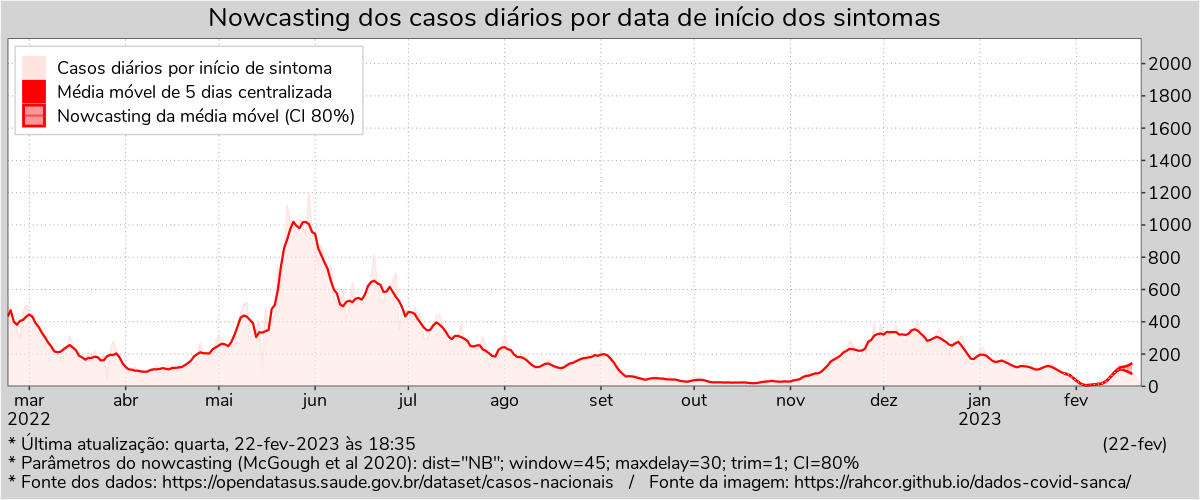 Nowcasting dos casos diários por data de início dos sintomas
Casos diários por início de sintoma
Média móvel de 5 dias centralizada
Nowcasting da média móvel (CI 80%)
2000
1800
1600
1400
1200
1000
800
600
400
200
0
mar abr mai jun jul ago set out nov dez jan fev
2022 2023
* Última atualização: quarta, 22-fev-2023 às 18:35 (22-fev)
* Parâmetros do nowcasting (McGough et al 2020): dist="NB"; window=45; maxdelay=30; trim=1; CI=80%
* Fonte dos dados: https://opendatasus.saude.gov.br/dataset/casos-nacionais / Fonte da imagem: https://rahcor.github.io/dados-covid-sanca/